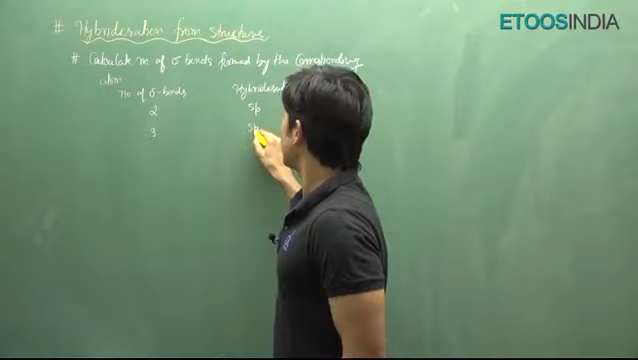 ETOOSINDIA
# Hybridisation from structure
# Calculate no of σ bonds formed by the corresponding
atom
no of σ-bonds
2 sp
3 sp